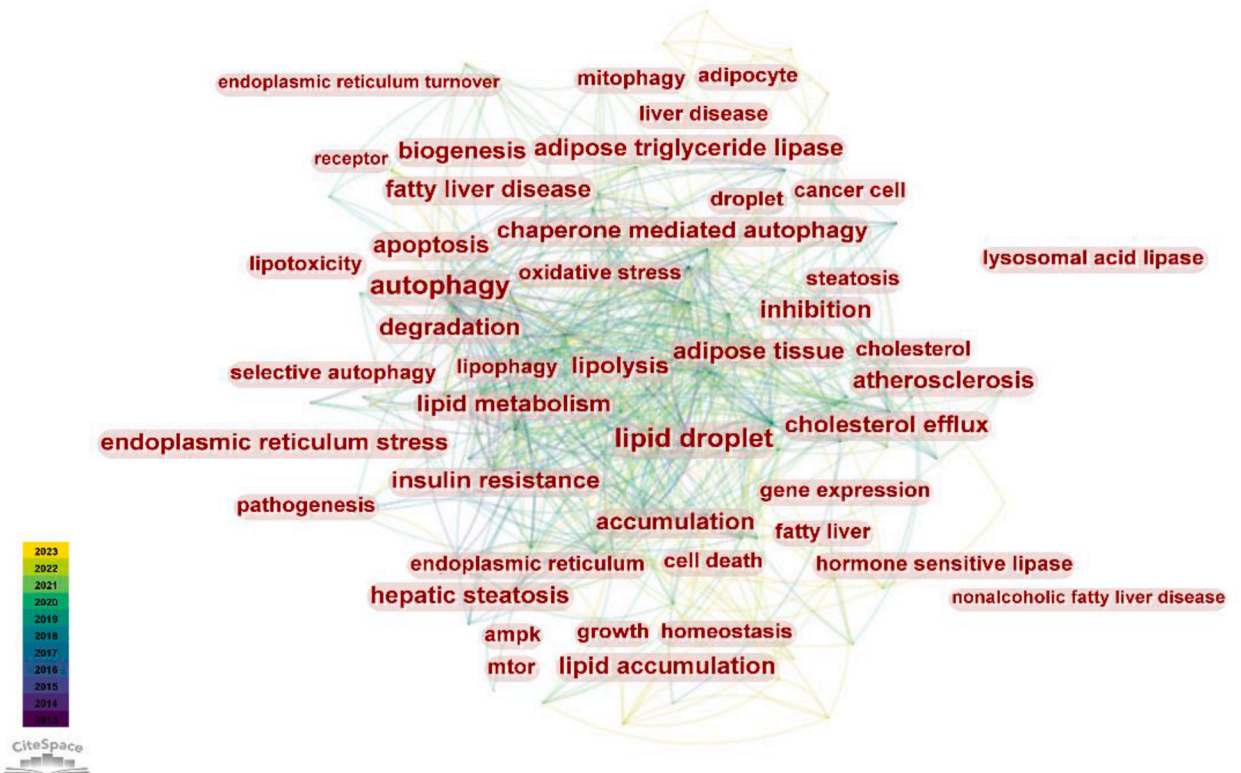 endoplasmic reticulum turnover
mitophagy
adipocyte
liver disease
receptor
biogenesis
adipose triglyceride lipase
fatty liver disease
droplet
cancer cell
chaperone mediated autophagy
apoptosis
lipotoxicity
oxidative stress
lysosomal acid lipase
autophagy
steatosis
inhibition
degradation
adipose tissue
cholesterol
selective autophagy
lipophagy
lipolysis
atherosclerosis
lipid metabolism
cholesterol efflux
endoplasmic reticulum stress
lipid droplet
insulin resistance
gene expression
pathogenesis
accumulation
fatty liver
endoplasmic reticulum
cell death
hormone sensitive lipase
hepatic steatosis
nonalcoholic fatty liver disease
ampk
growth
homeostasis
mtor
lipid accumulation
2023
2022
2021
2020
2019
2018
2017
2016
2015
2014
2013
CiteSpace